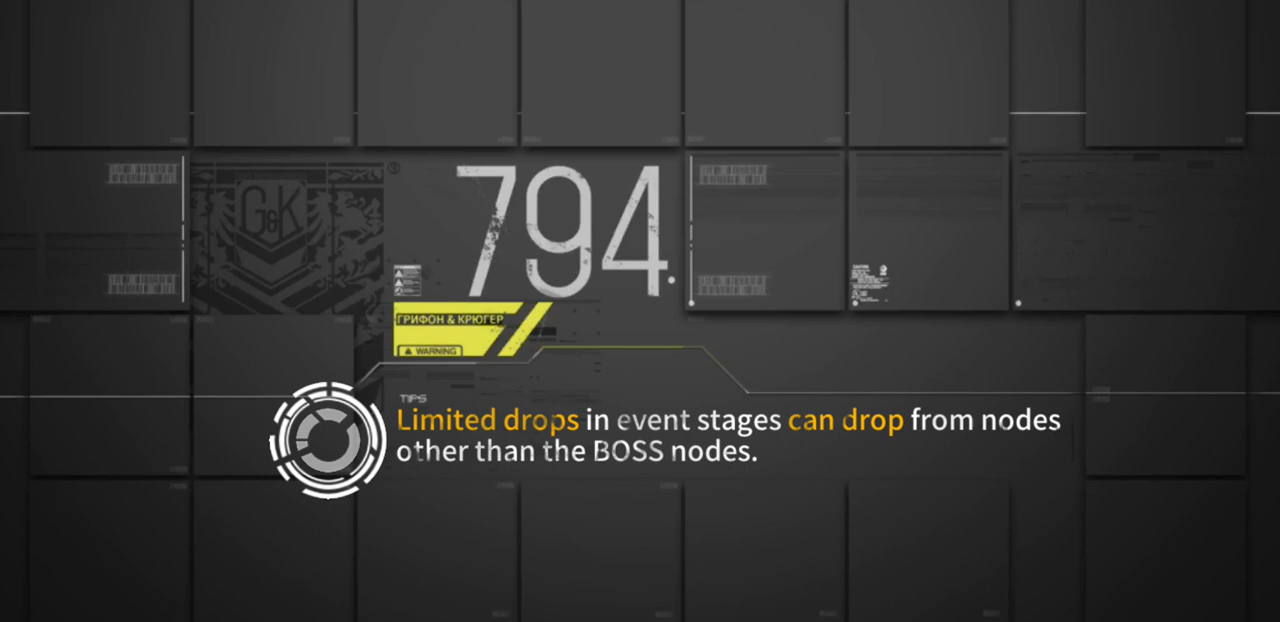 G&K
794.
ГРИФОН & КРЮГЕР
WARNING
TIPS
Limited drops in event stages can drop from nodes
other than the BOSS nodes.